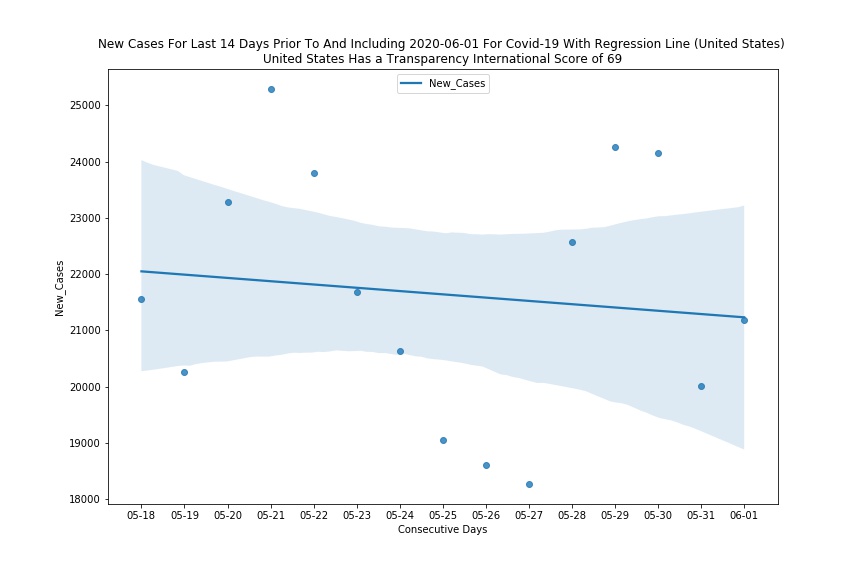 New Cases For Last 14 Days Prior To And Including 2020-06-01 For Covid-19 With Regression Line (United States)
United States Has a Transparency International Score of 69
New_Cases
25000
24000
23000
22000
21000
20000
19000
18000
New_Cases
05-18 05-19 05-20 05-21 05-22 05-23 05-24 05-25 05-26 05-27 05-28 05-29 05-30 05-31 06-01
Consecutive Days